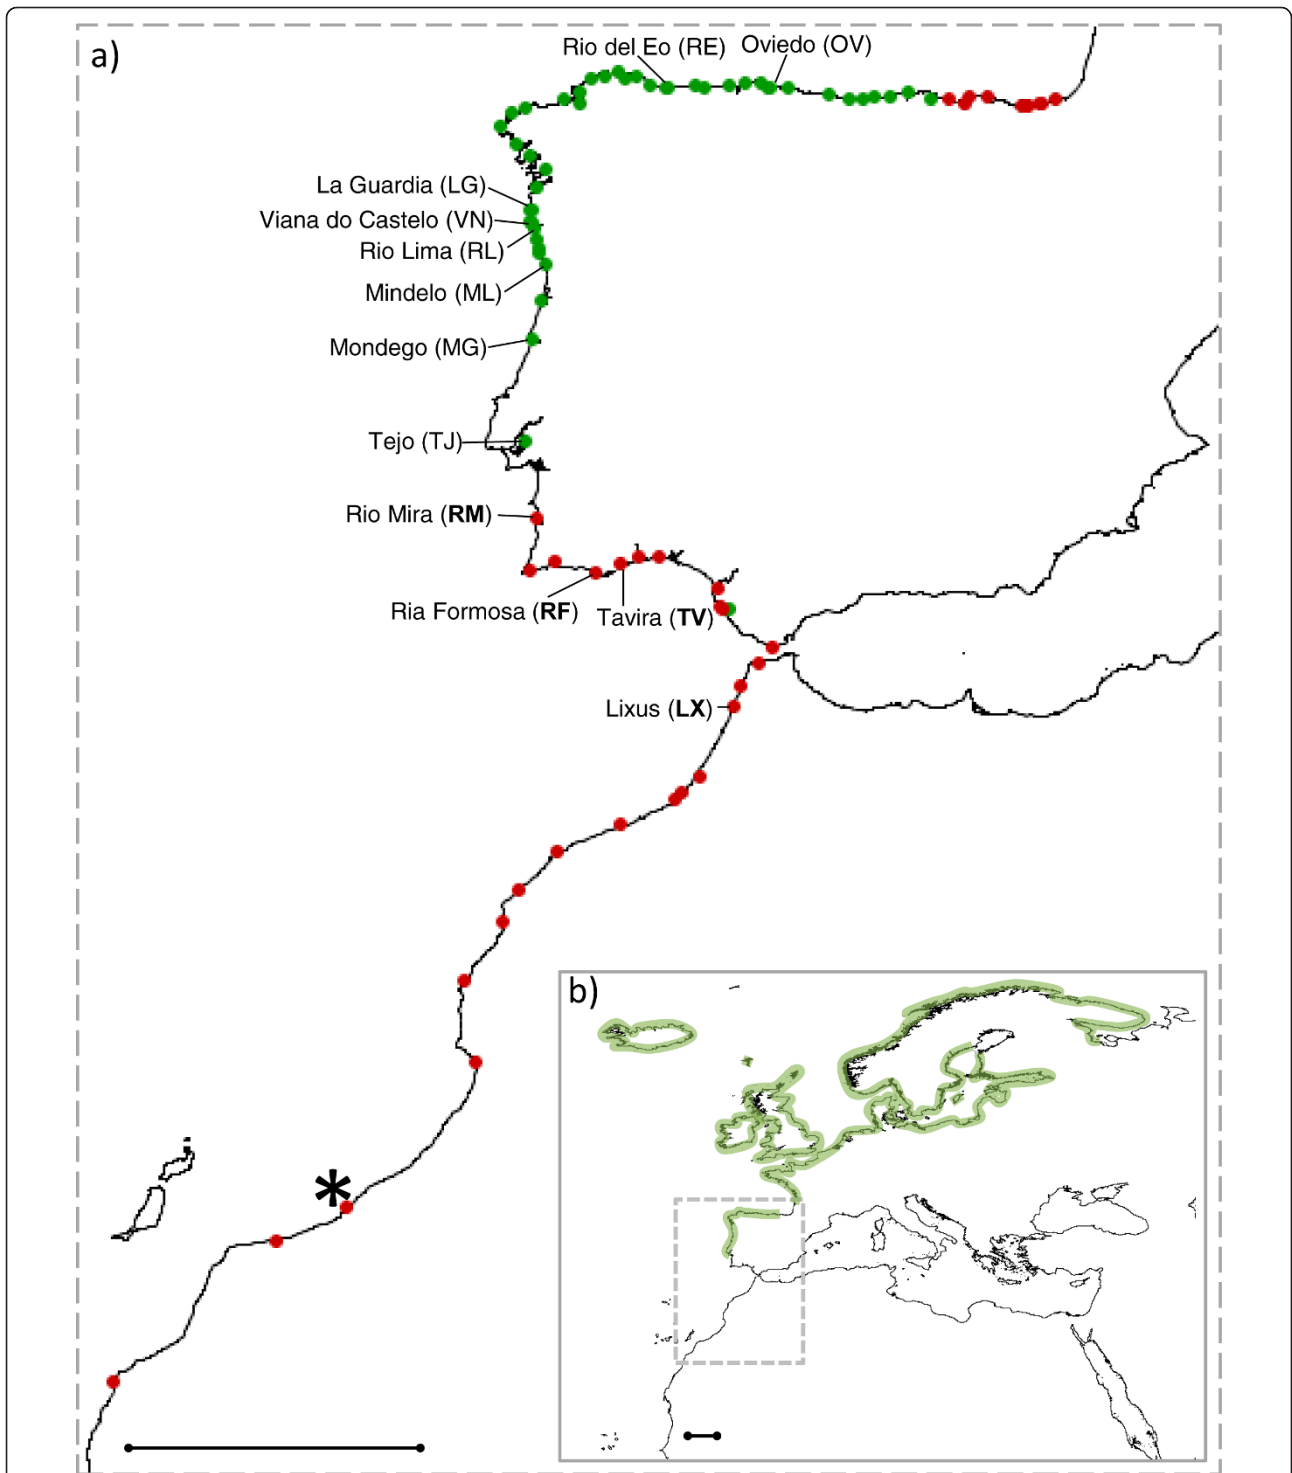 a)
Rio del Eo (RE)
Oviedo (OV)
La Guardia (LG)
Viana do Castelo (VN)
Rio Lima (RL)
Mindelo (ML)
Mondego (MG)
Tejo (TJ)
Rio Mira (RM)
Ria Formosa (RF)
Tavira (TV)
Lixus (LX)
*
b)